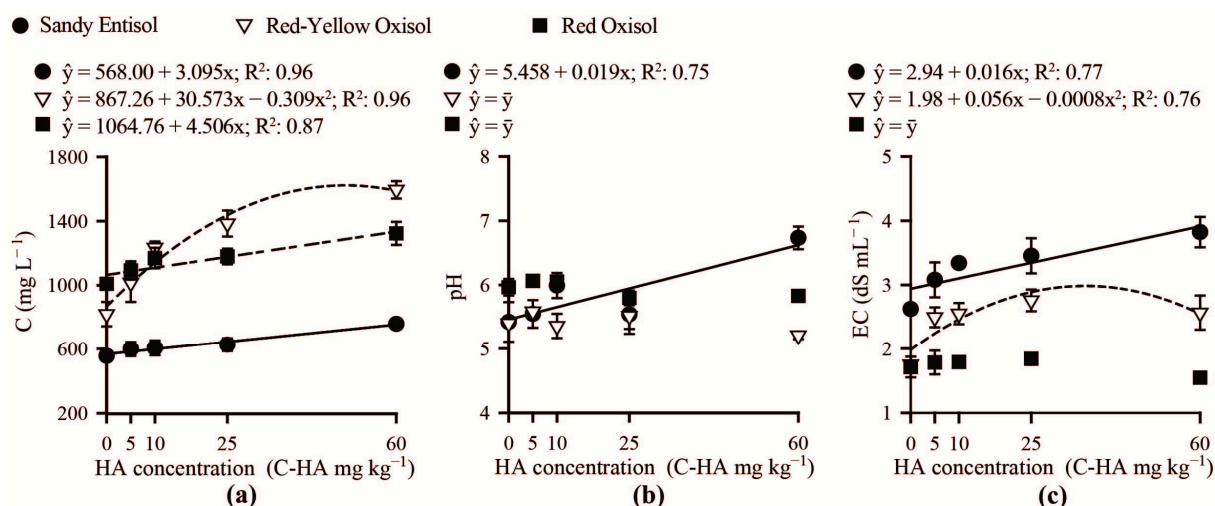 Sandy Entisol
Red-Yellow Oxisol
Red Oxisol
ŷ = 568.00 + 3.095x; R²: 0.96
ŷ = 867.26 + 30.573x − 0.309x²; R²: 0.96
ŷ = 1064.76 + 4.506x; R²: 0.87
1800
1400
1000
600
200
C (mg L⁻¹)
0 5 10 25 60
HA concentration (C-HA mg kg⁻¹)
(a)
ŷ = 5.458 + 0.019x; R²: 0.75
ŷ = ȳ
ŷ = ȳ
8
7
6
5
4
pH
0 5 10 25 60
HA concentration (C-HA mg kg⁻¹)
(b)
ŷ = 2.94 + 0.016x; R²: 0.77
ŷ = 1.98 + 0.056x − 0.0008x²; R²: 0.76
ŷ = ȳ
5
4
3
2
1
EC (dS mL⁻¹)
0 5 10 25 60
HA concentration (C-HA mg kg⁻¹)
(c)